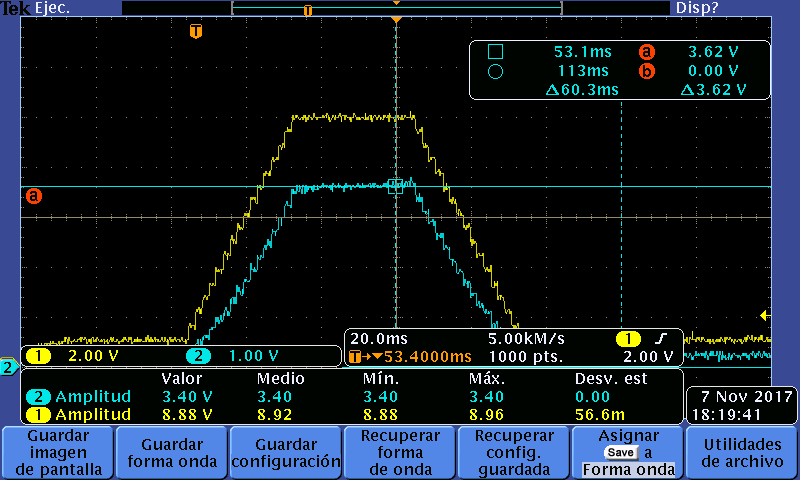 Tek Ejec. Disp?
T
T
53.1ms a 3.62 V
113ms b 0.00 V
Δ60.3ms Δ3.62 V
a
1 2.00 V 2 1.00 V
20.0ms 5.00kM/s 1
T→▼53.4000ms 1000 pts. 2.00 V
2
Valor Medio Mín. Máx. Desv. est
2 Amplitud 3.40 V 3.40 3.40 3.40 0.00
1 Amplitud 8.88 V 8.92 8.88 8.96 56.6m
7 Nov 2017
18:19:41
Guardar
imagen
de pantalla
Guardar
forma onda
Guardar
configuración
Recuperar
forma
de onda
Recuperar
config.
guardada
Asignar
Save a
Forma onda
Utilidades
de archivo